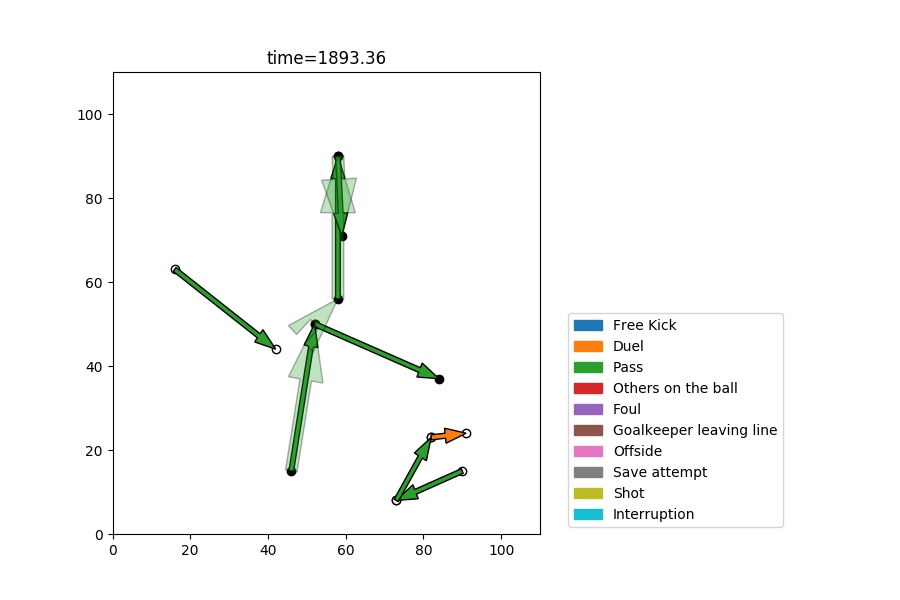 time=1893.36
100
80
60
40
20
0
0 20 40 60 80 100
Free Kick
Duel
Pass
Others on the ball
Foul
Goalkeeper leaving line
Offside
Save attempt
Shot
Interruption